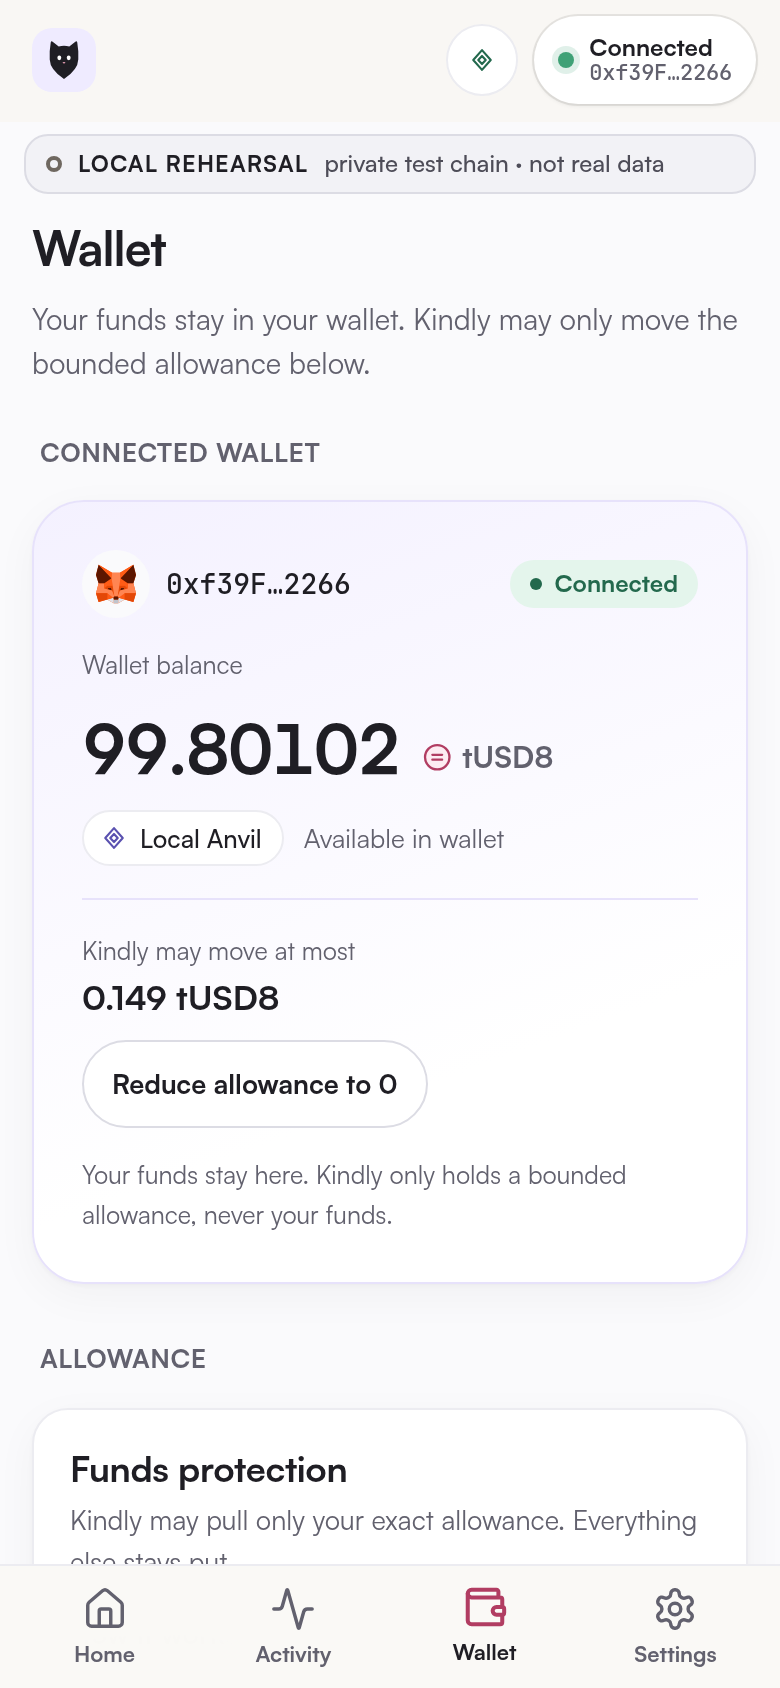 Connected
0xf39F…2266
LOCAL REHEARSAL private test chain · not real data
Wallet
Your funds stay in your wallet. Kindly may only move the
bounded allowance below.
CONNECTED WALLET
0xf39F…2266
Connected
Wallet balance
99.80102 tUSD8
Local Anvil Available in wallet
Kindly may move at most
0.149 tUSD8
Reduce allowance to 0
Your funds stay here. Kindly only holds a bounded
allowance, never your funds.
ALLOWANCE
Funds protection
Kindly may pull only your exact allowance. Everything
else stays put.
Home Activity Wallet Settings